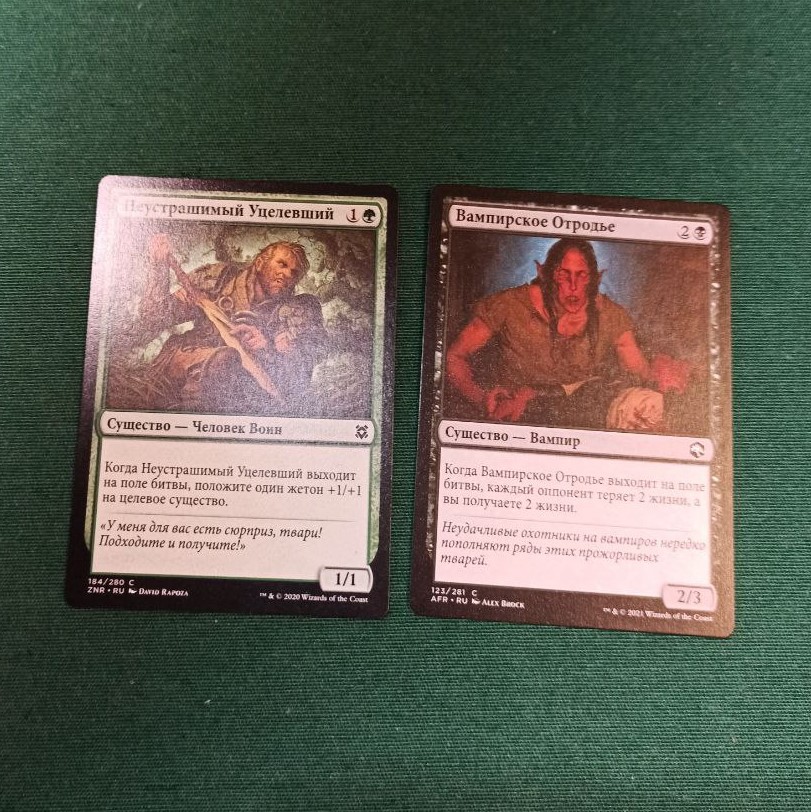 Неустрашимый Уцелевший 1
Существо — Человек Воин
Когда Неустрашимый Уцелевший выходит
на поле битвы, положите один жетон +1/+1
на целевое существо.
«У меня для вас есть сюрприз, твари!
Подходите и получите!»
1/1
184/280 C
ZNR • RU DAVID RAPOZA
™ & © 2020 Wizards of the Coast
Вампирское Отродье 2
Существо — Вампир
Когда Вампирское Отродье выходит на поле
битвы, каждый оппонент теряет 2 жизни, а
вы получаете 2 жизни.
Неудачливые охотники на вампиров нередко
пополняют ряды этих прожорливых
тварей.
2/3
123/281 C
AFR • RU ALEX BROCK
™ & © 2021 Wizards of the Coast